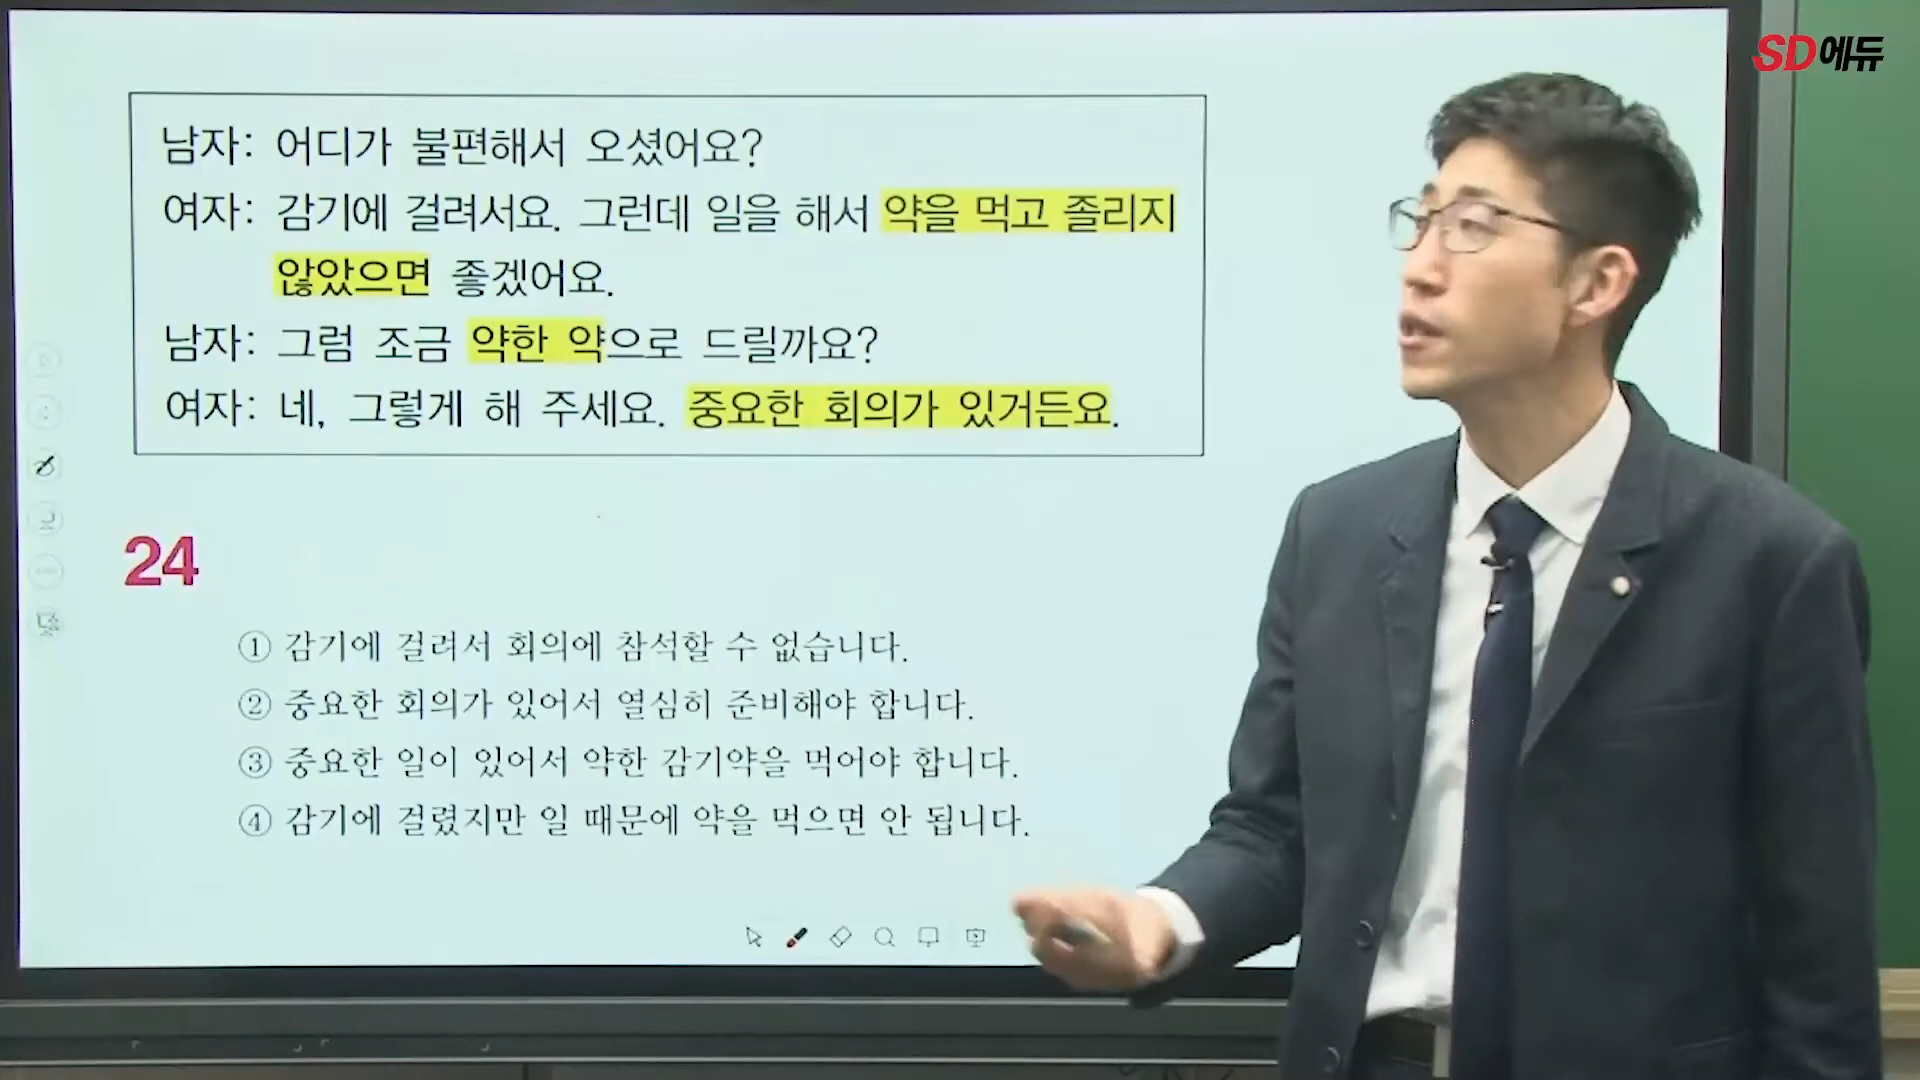 SD에듀
남자: 어디가 불편해서 오셨어요?
여자: 감기에 걸려서요. 그런데 일을 해서 약을 먹고 졸리지
않았으면 좋겠어요.
남자: 그럼 조금 약한 약으로 드릴까요?
여자: 네, 그렇게 해 주세요. 중요한 회의가 있거든요.
24
① 감기에 걸려서 회의에 참석할 수 없습니다.
② 중요한 회의가 있어서 열심히 준비해야 합니다.
③ 중요한 일이 있어서 약한 감기약을 먹어야 합니다.
④ 감기에 걸렸지만 일 때문에 약을 먹으면 안 됩니다.